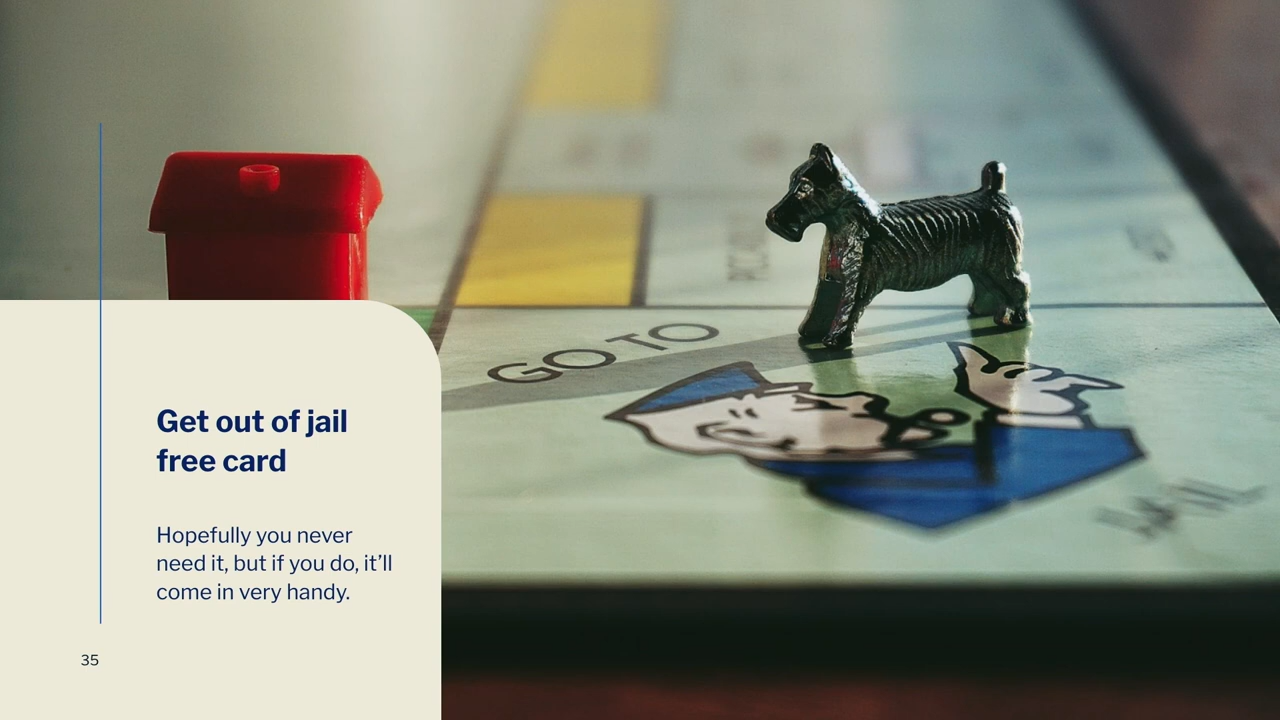 GO TO
JAIL
Get out of jail
free card
Hopefully you never
need it, but if you do, it’ll
come in very handy.
35